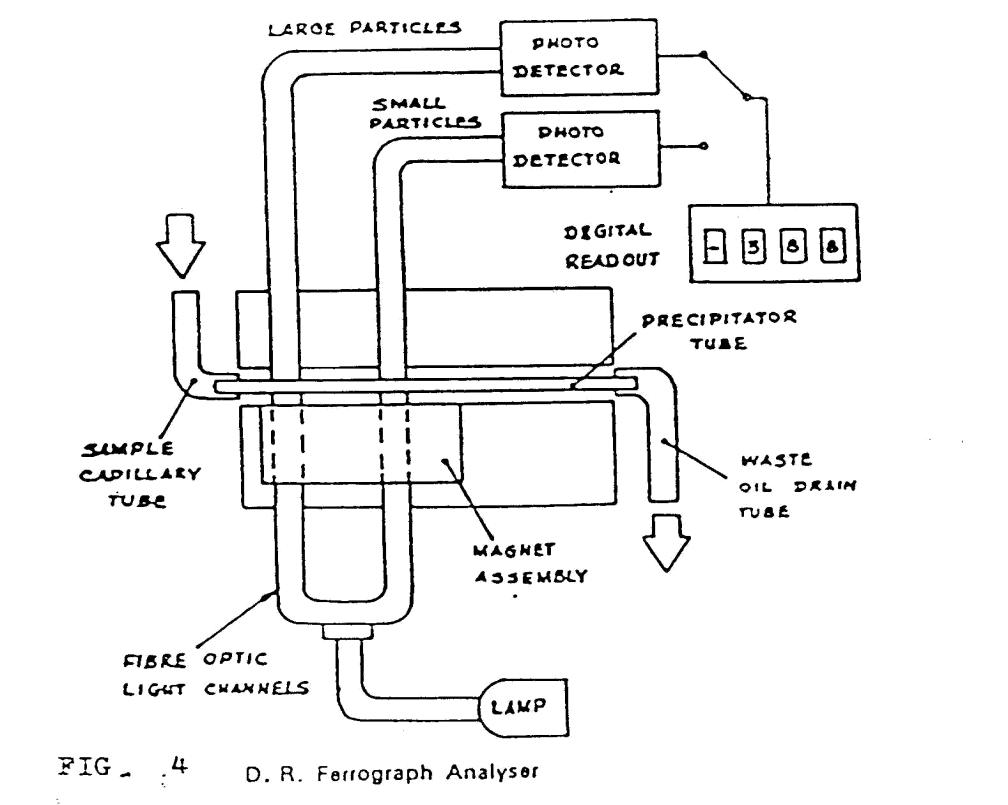 LARGE PARTICLES
PHOTO
DETECTOR
SMALL
PARTICLES
PHOTO
DETECTOR
DIGITAL
READOUT
- 3 8 8
PRECIPITATOR
TUBE
SAMPLE
CAPILLARY
TUBE
WASTE
OIL DRAIN
TUBE
MAGNET
ASSEMBLY
FIBRE OPTIC
LIGHT CHANNELS
LAMP
FIG. 4 D. R. Ferrograph Analyser